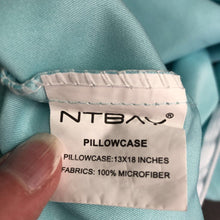 NTBAY®
PILLOWCASE
PILLOWCASE:13X18 INCHES
FABRICS: 100% MICROFIBER